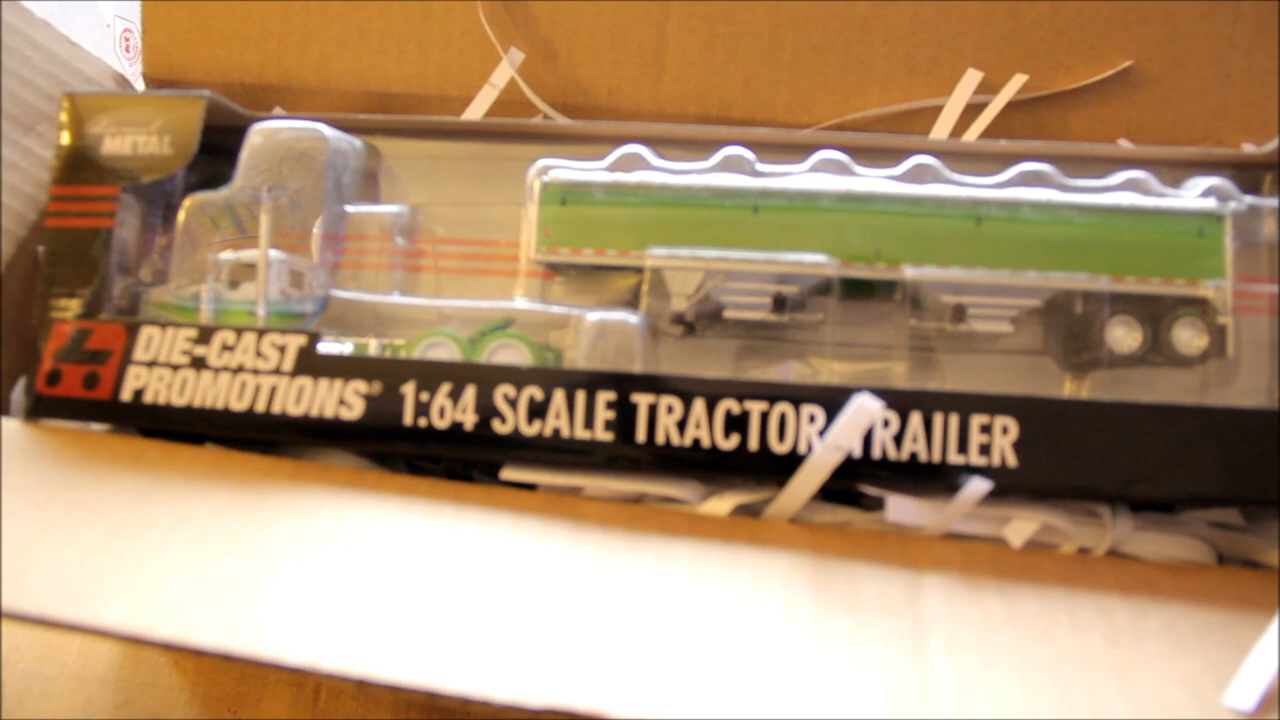 METAL
DIE-CAST
PROMOTIONS®
1:64 SCALE TRACTOR TRAILER